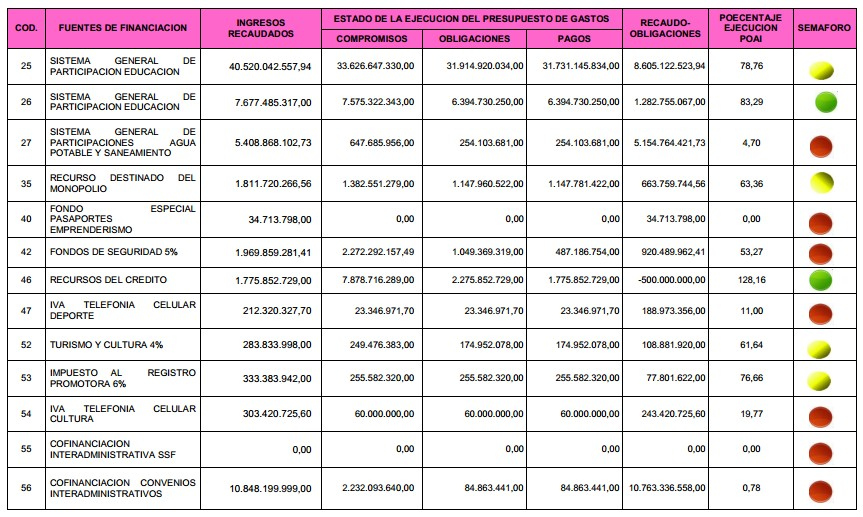 COD. FUENTES DE FINANCIACION INGRESOS RECAUDADOS ESTADO DE LA EJECUCION DEL PRESUPUESTO DE GASTOS RECAUDO-OBLIGACIONES POECENTAJE EJECUCION POAI SEMAFORO
COMPROMISOS OBLIGACIONES PAGOS
25 SISTEMA GENERAL DE PARTICIPACION EDUCACION 40.520.042.557,94 33.626.647.330,00 31.914.920.034,00 31.731.145.834,00 8.605.122.523,94 78,76
26 SISTEMA GENERAL DE PARTICIPACION EDUCACION 7.677.485.317,00 7.575.322.343,00 6.394.730.250,00 6.394.730.250,00 1.282.755.067,00 83,29
27 SISTEMA GENERAL DE PARTICIPACIONES AGUA POTABLE Y SANEAMIENTO 5.408.868.102,73 647.685.956,00 254.103.681,00 254.103.681,00 5.154.764.421,73 4,70
35 RECURSO DESTINADO DEL MONOPOLIO 1.811.720.266,56 1.382.551.279,00 1.147.960.522,00 1.147.781.422,00 663.759.744,56 63,36
40 FONDO ESPECIAL PASAPORTES EMPRENDERISMO 34.713.798,00 0,00 0,00 0,00 34.713.798,00 0,00
42 FONDOS DE SEGURIDAD 5% 1.969.859.281,41 2.272.292.157,49 1.049.369.319,00 487.186.754,00 920.489.962,41 53,27
46 RECURSOS DEL CREDITO 1.775.852.729,00 7.878.716.289,00 2.275.852.729,00 1.775.852.729,00 -500.000.000,00 128,16
47 IVA TELEFONIA CELULAR DEPORTE 212.320.327,70 23.346.971,70 23.346.971,70 23.346.971,70 188.973.356,00 11,00
52 TURISMO Y CULTURA 4% 283.833.998,00 249.476.383,00 174.952.078,00 174.952.078,00 108.881.920,00 61,64
53 IMPUESTO AL REGISTRO PROMOTORA 6% 333.383.942,00 255.582.320,00 255.582.320,00 255.582.320,00 77.801.622,00 76,66
54 IVA TELEFONIA CELULAR CULTURA 303.420.725,60 60.000.000,00 60.000.000,00 60.000.000,00 243.420.725,60 19,77
55 COFINANCIACION INTERADMINISTRATIVA SSF 0,00 0,00 0,00 0,00 0,00 0,00
56 COFINANCIACION CONVENIOS INTERADMINISTRATIVOS 10.848.199.999,00 2.232.093.640,00 84.863.441,00 84.863.441,00 10.763.336.558,00 0,78